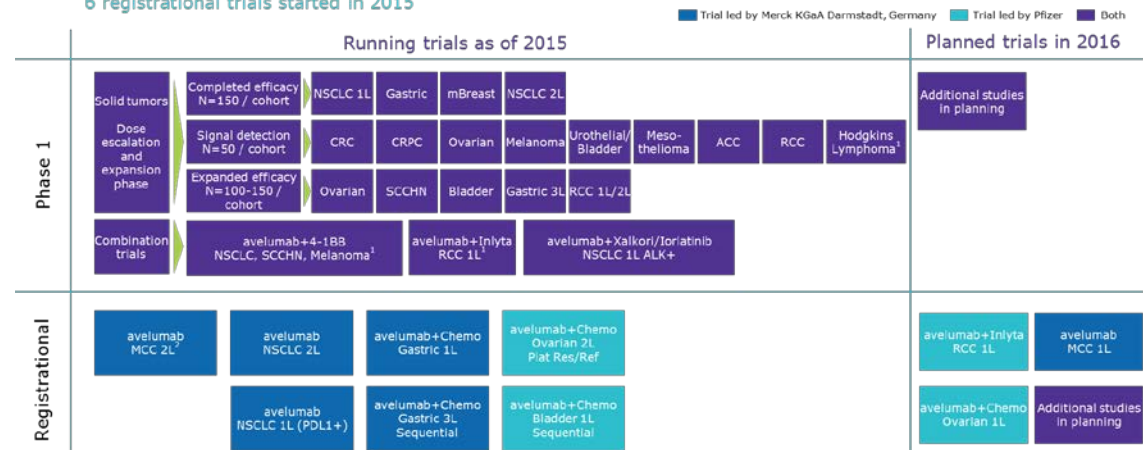 6 registrational trials started in 2015
Trial led by Merck KGaA Darmstadt, Germany
Trial led by Pfizer
Both
Running trials as of 2015
Planned trials in 2016
Phase 1
Solid tumors
Dose
escalation
and
expansion
phase
Completed efficacy
N=150 / cohort
NSCLC 1L
Gastric
mBreast
NSCLC 2L
Signal detection
N=50 / cohort
CRC
CRPC
Ovarian
Melanoma
Urothelial/
Bladder
Meso-
thelioma
ACC
RCC
Hodgkins
Lymphoma¹
Expanded efficacy
N=100-150 /
cohort
Ovarian
SCCHN
Bladder
Gastric 3L
RCC 1L/2L
Combination
trials
avelumab+4-1BB
NSCLC, SCCHN, Melanoma¹
avelumab+Inlyta
RCC 1L¹
avelumab+Xalkori/Iorlatinib
NSCLC 1L ALK+
Additional studies
in planning
Registrational
avelumab
MCC 2L²
avelumab
NSCLC 2L
avelumab+Chemo
Gastric 1L
avelumab+Chemo
Ovarian 2L
Plat Res/Ref
avelumab
NSCLC 1L (PDL1+)
avelumab+Chemo
Gastric 3L
Sequential
avelumab+Chemo
Bladder 1L
Sequential
avelumab+Inlyta
RCC 1L
avelumab
MCC 1L
avelumab+Chemo
Ovarian 1L
Additional studies
in planning